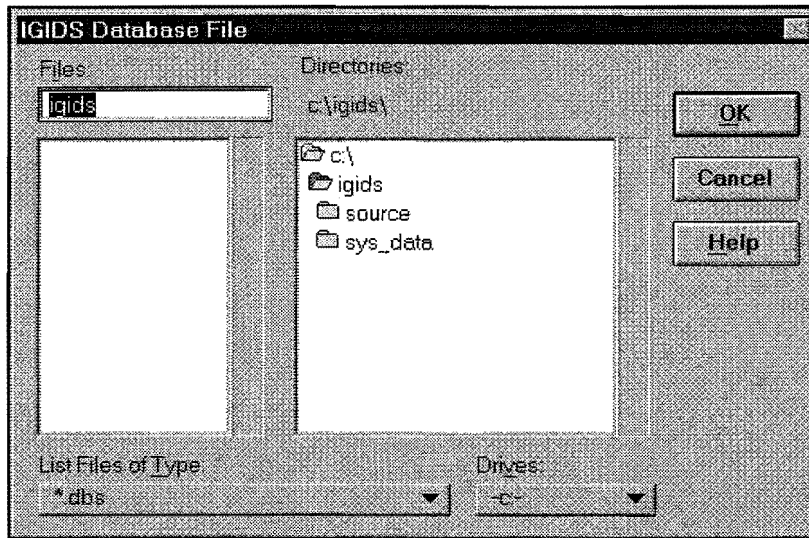 IGIDS Database File
Files:
Directories:
igids
c:\igids\
OK
c:\
Cancel
igids
source
Help
sys_data
List Files of Type
Drives:
*.dbs
-c-